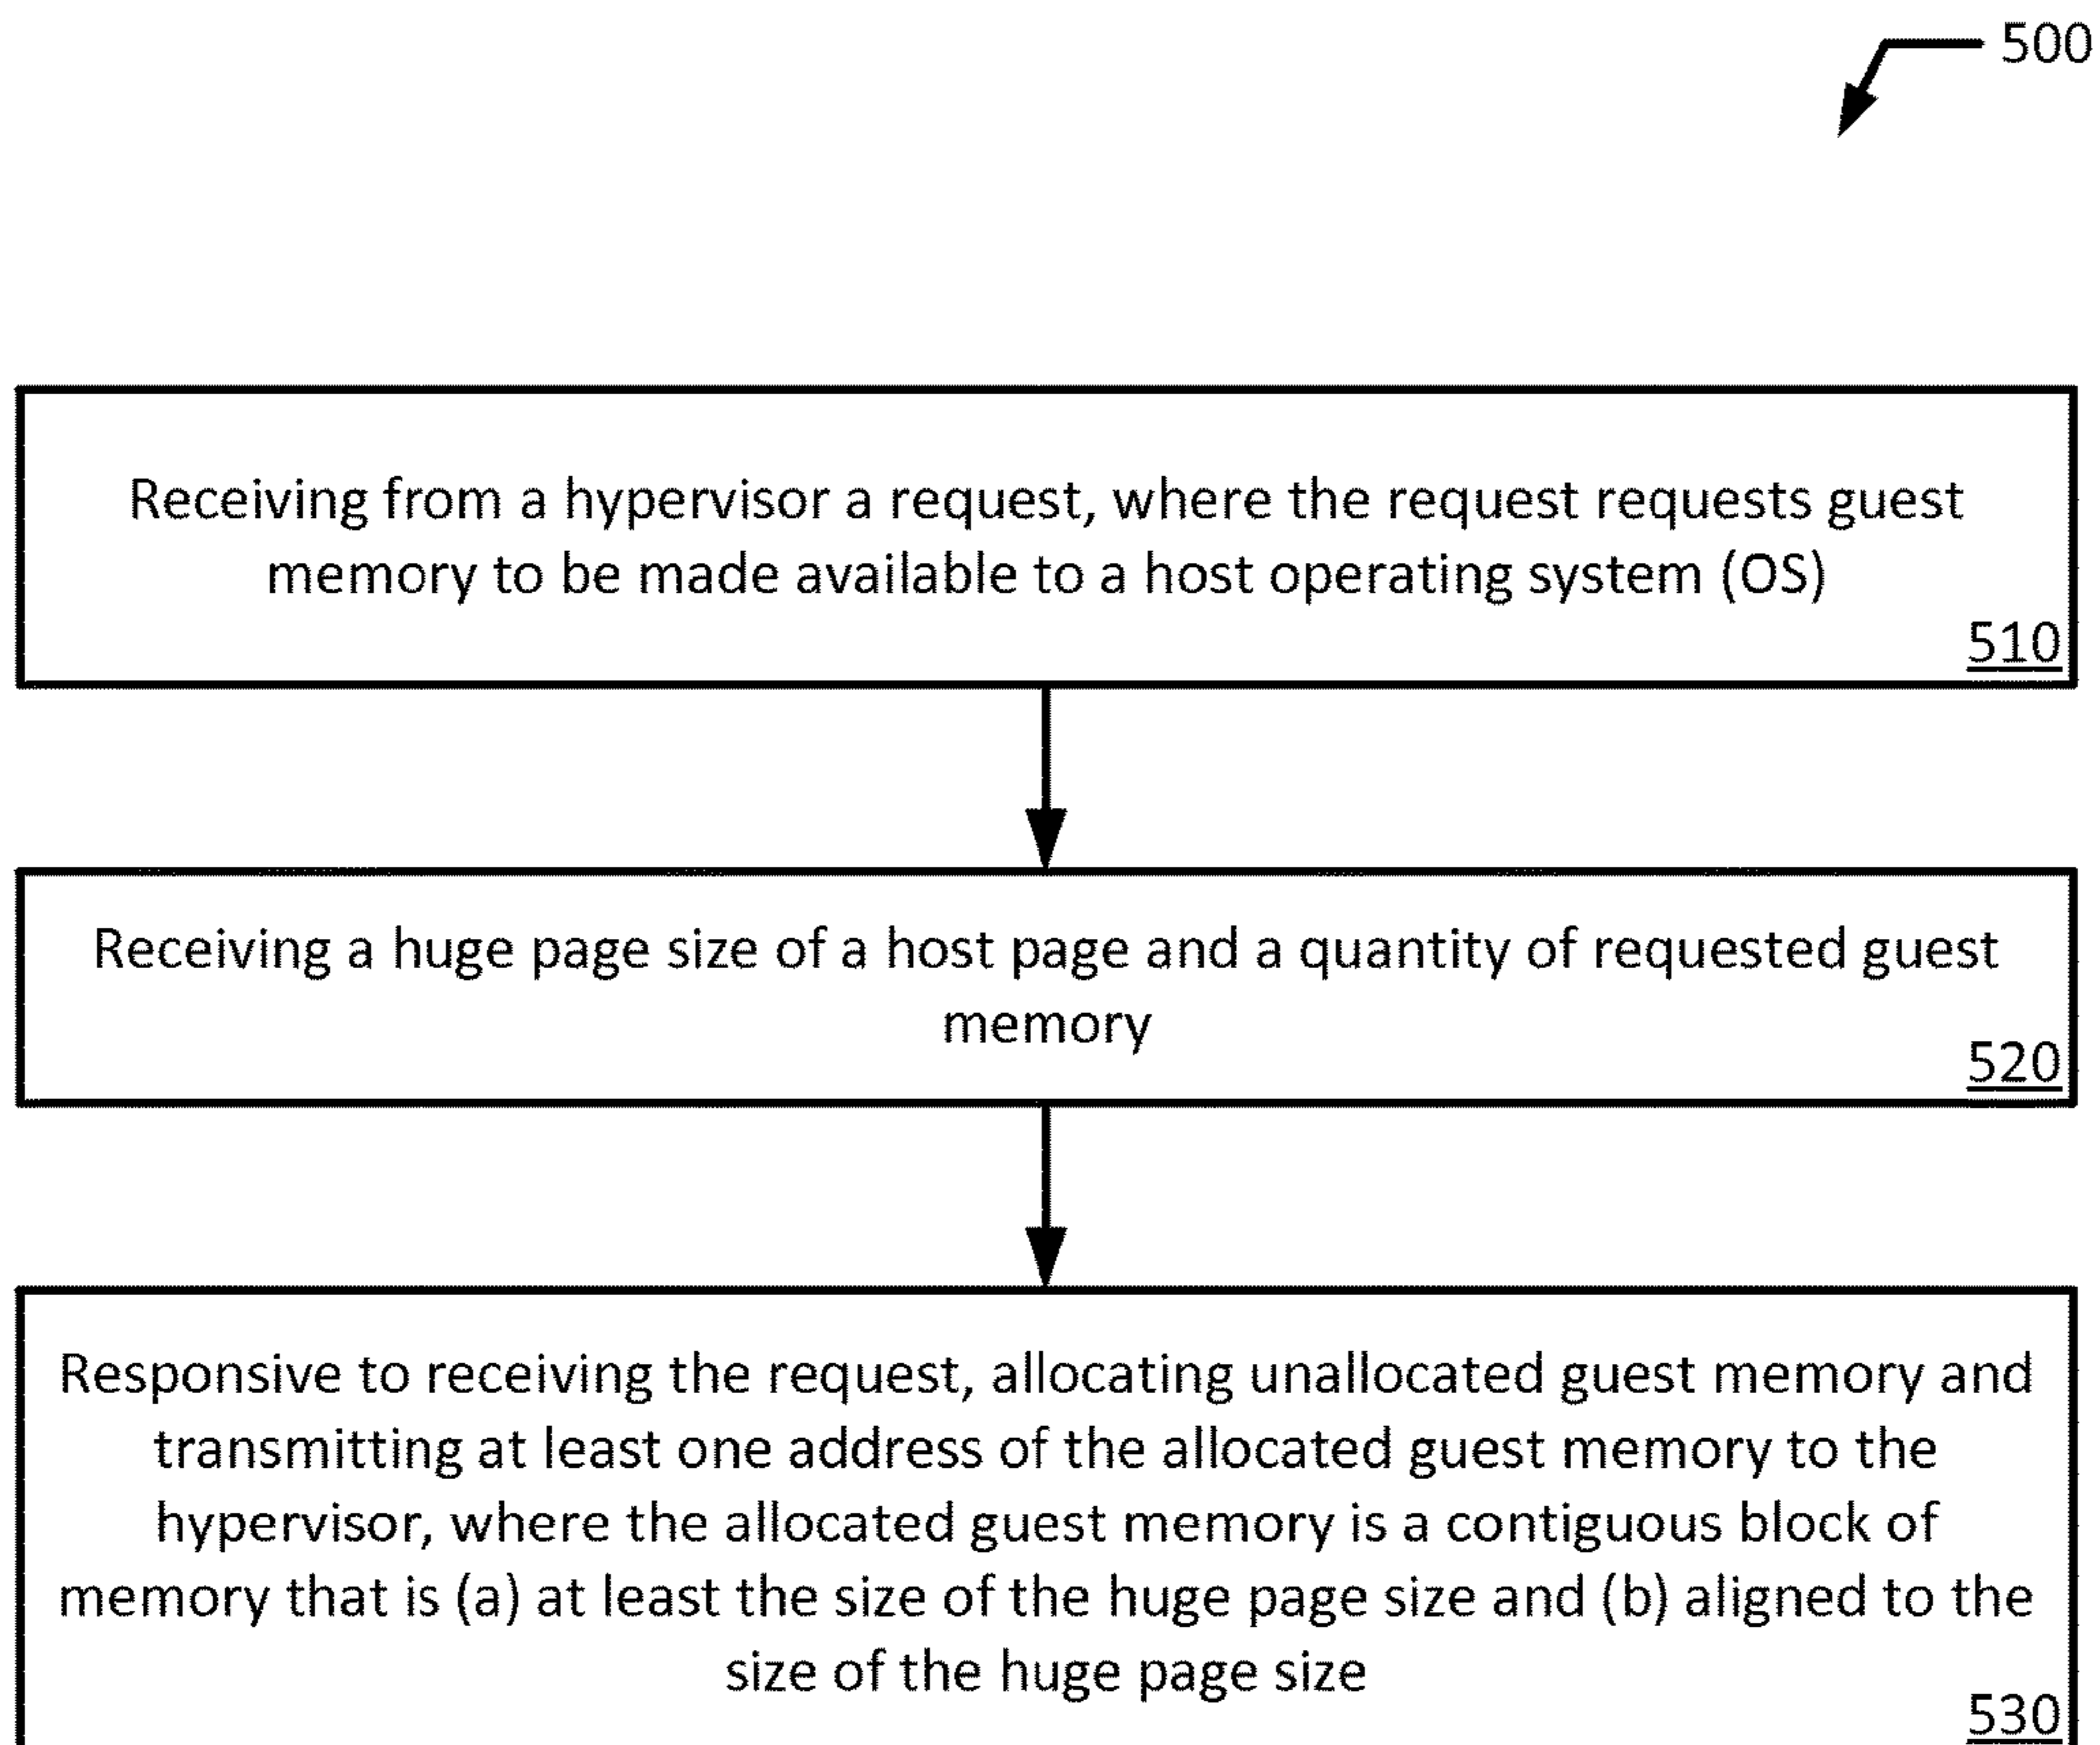 500
Receiving from a hypervisor a request, where the request requests guest
memory to be made available to a host operating system (OS)
510
Receiving a huge page size of a host page and a quantity of requested guest
memory
520
Responsive to receiving the request, allocating unallocated guest memory and
transmitting at least one address of the allocated guest memory to the
hypervisor, where the allocated guest memory is a contiguous block of
memory that is (a) at least the size of the huge page size and (b) aligned to the
size of the huge page size
530